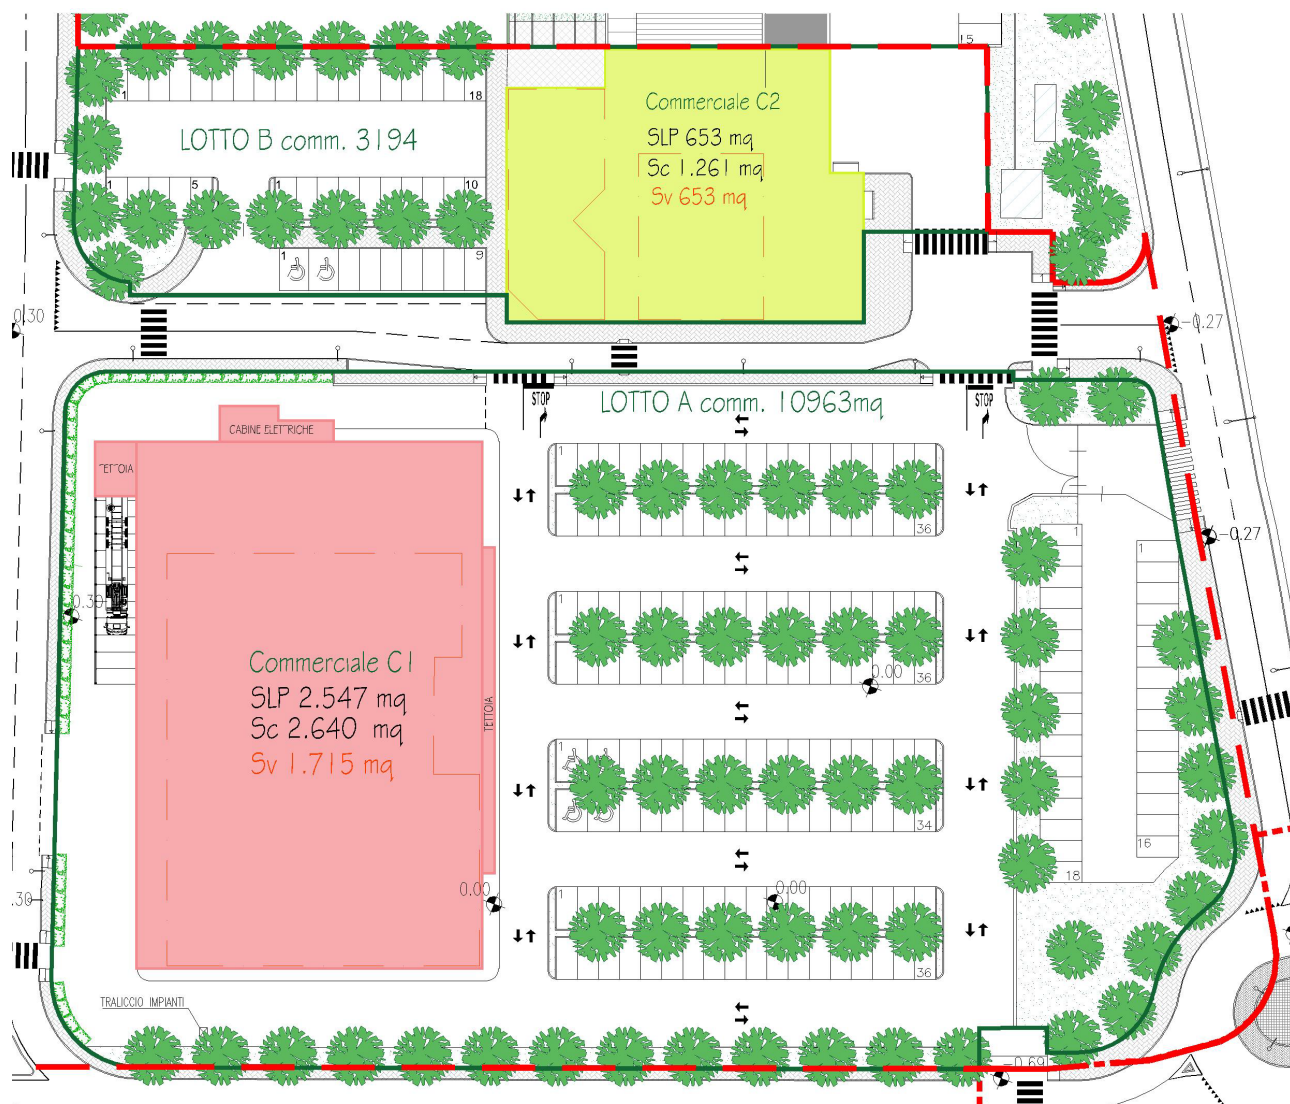 15
1
18
Commerciale C2
LOTTO B comm. 3194
SLP 653 mq
Sc 1.261 mq
Sv 653 mq
1
5
1
10
1
9
0.30
-0.27
STOP
STOP
LOTTO A comm. 10963mq
CABINE ELETTRICHE
TETTOIA
1
36
-0.27
1
1
0.30
1
36
0.00
Commerciale C1
SLP 2.547 mq
Sc 2.640 mq
Sv 1.715 mq
TETTOIA
1
34
16
18
1
36
0.00
0.00
.30
TRALICCIO IMPIANTI
-0.69